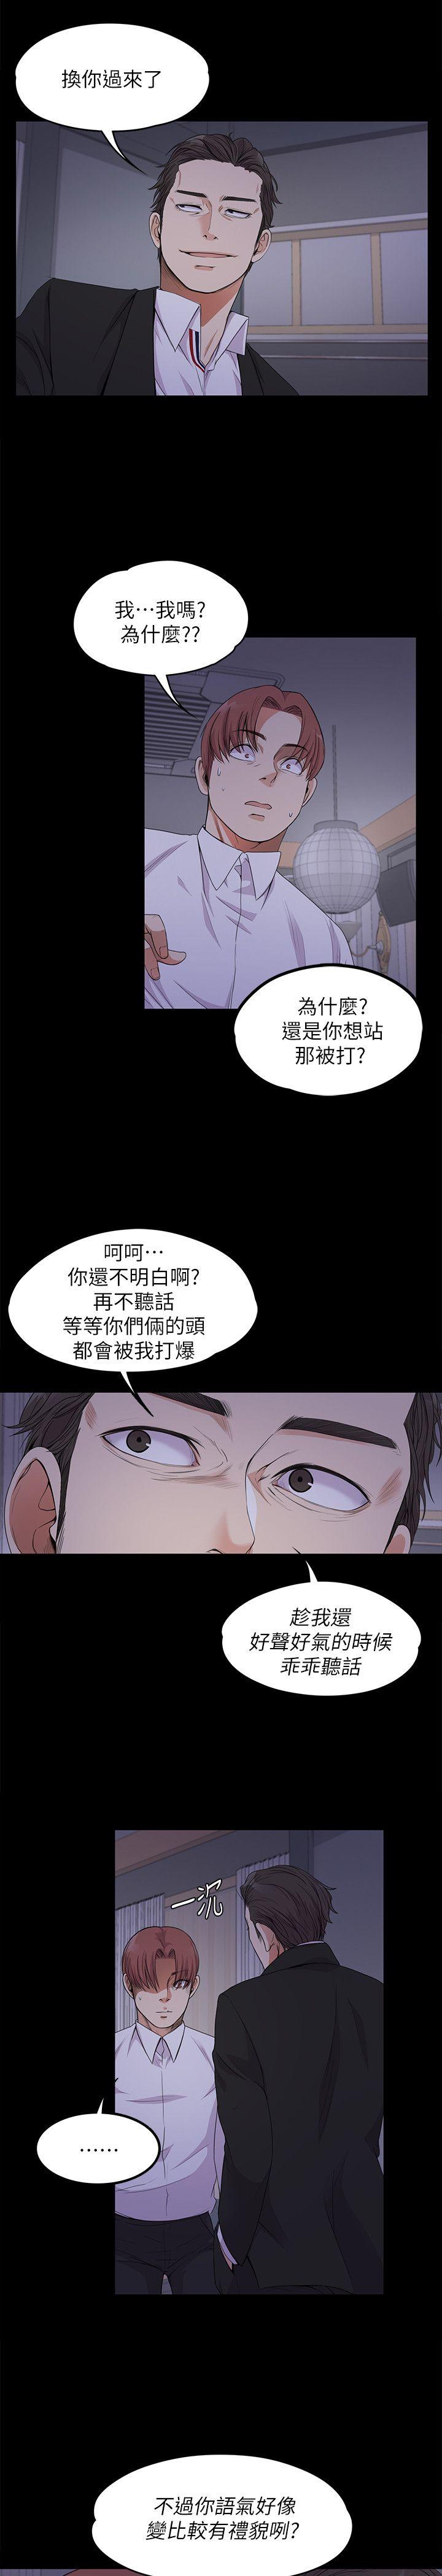 換你過來了
我…我嗎?
為什麼??
為什麼?
還是你想站
那被打?
呵呵…
你還不明白啊?
再不聽話
等等你們倆的頭
都會被我打爆
趁我還
好聲好氣的時候
乖乖聽話
一沉
……
不過你語氣好像
變比較有禮貌咧?